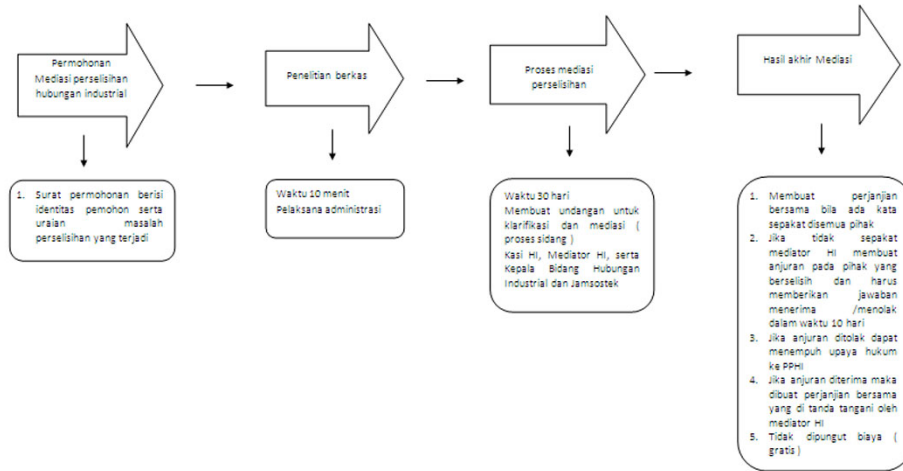 Permohonan
Mediasi perselisihan
hubungan industrial
Penelitian berkas
Proses mediasi
perselisihan
Hasil akhir Mediasi
1. Surat permohonan berisi
identitas pemohon serta
uraian masalah
perselisihan yang terjadi
Waktu 10 menit
Pelaksana administrasi
Waktu 30 hari
Membuat undangan untuk
klarifikasi dan mediasi (
proses sidang )
Kasi HI, Mediator HI, serta
Kepala Bidang Hubungan
Industrial dan Jamsostek
1. Membuat perjanjian
bersama bila ada kata
sepakat disemua pihak
2. Jika tidak sepakat
mediator HI membuat
anjuran pada pihak yang
berselisih dan harus
memberikan jawaban
menerima /menolak
dalam waktu 10 hari
3. Jika anjuran ditolak dapat
menempuh upaya hukum
ke PPHI
4. Jika anjuran diterima maka
dibuat perjanjian bersama
yang di tanda tangani oleh
mediator HI
5. Tidak dipungut biaya (
gratis )